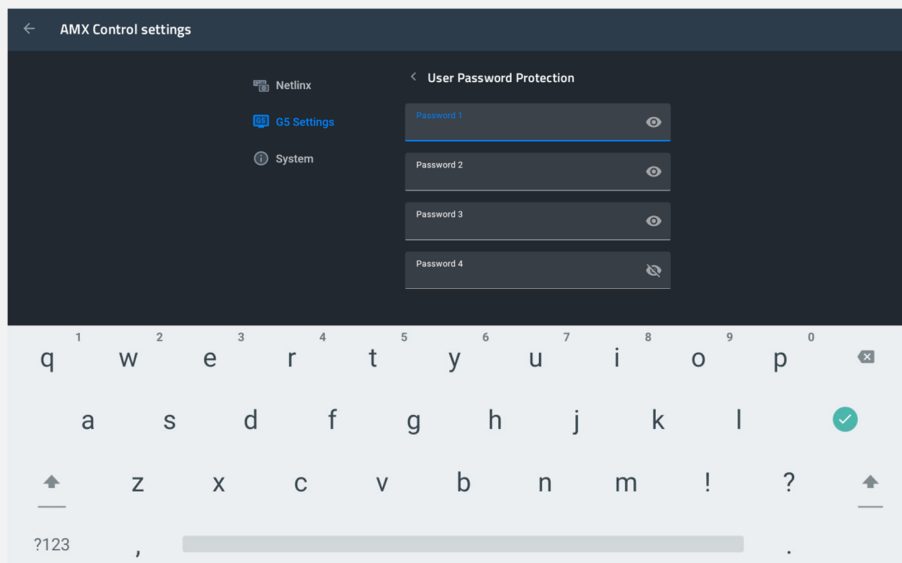 AMX Control settings
Netlinx
G5 Settings
System
User Password Protection
Password 1
Password 2
Password 3
Password 4
1 2 3 4 5 6 7 8 9 0
q w e r t y u i o p
a s d f g h j k l
z x c v b n m ! ?
?123 , .